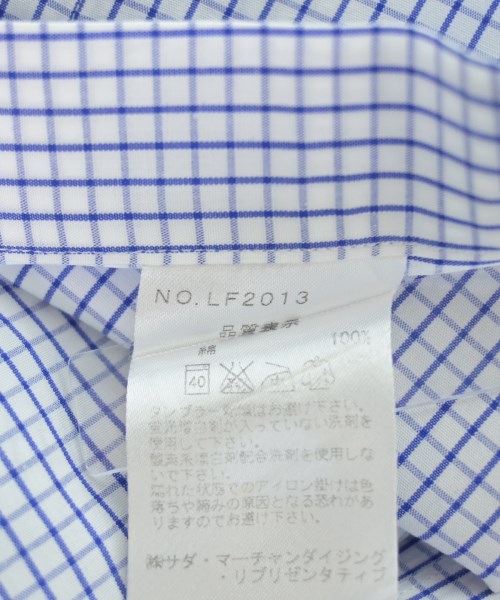 NO.LF2013
品質表示
綿 100%
40
タンブラー乾燥はお避け下さい。
蛍光増白剤が入っていない洗剤を
使用して下さい。
塩素系漂白剤配合洗剤を使用しな
いで下さい。
濡れた状態でのアイロン掛けは色
落ちや傷みの原因となる恐れがあ
りますのでお避け下さい。
㈱サダ・マーチャンダイジング
・リプリゼンタティブ